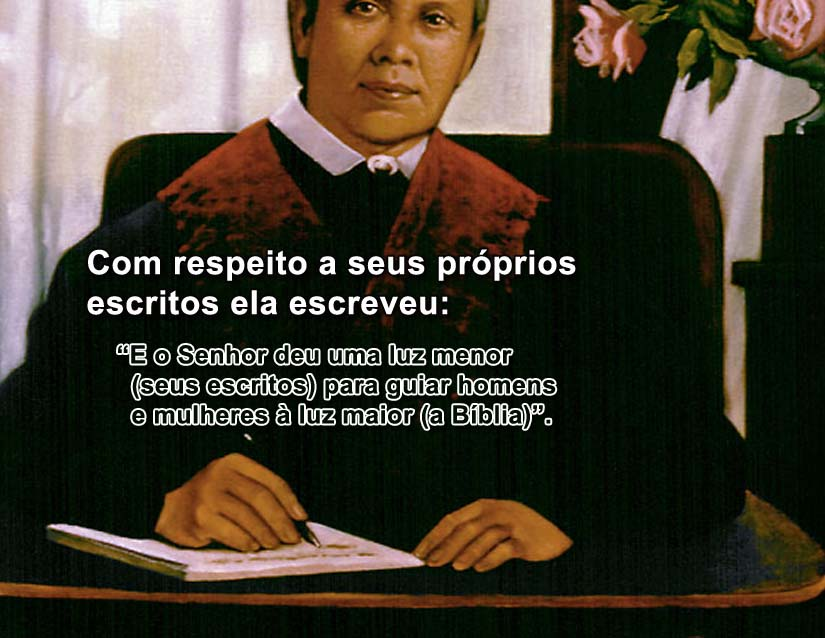 Com respeito a seus próprios
escritos ela escreveu:
“E o Senhor deu uma luz menor
(seus escritos) para guiar homens
e mulheres à luz maior (a Bíblia)”.